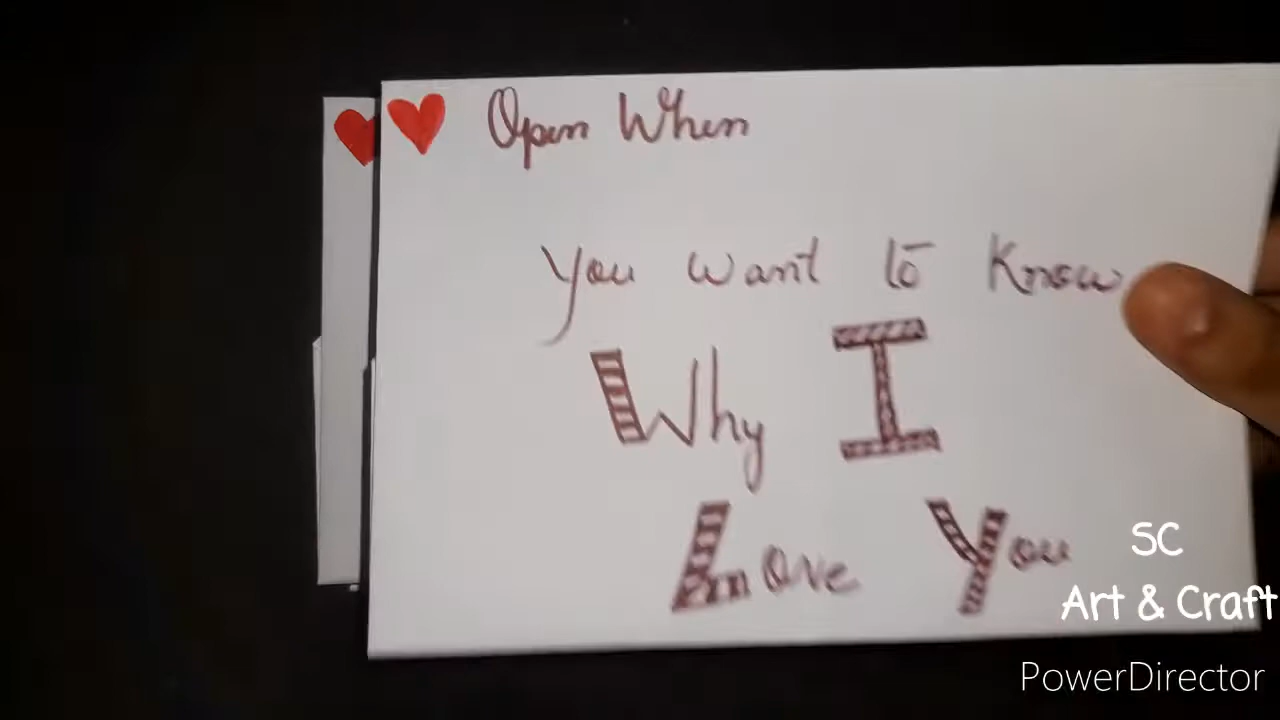 Open When
You want to Know
Why I
Love You
SC
Art & Craft
PowerDirector